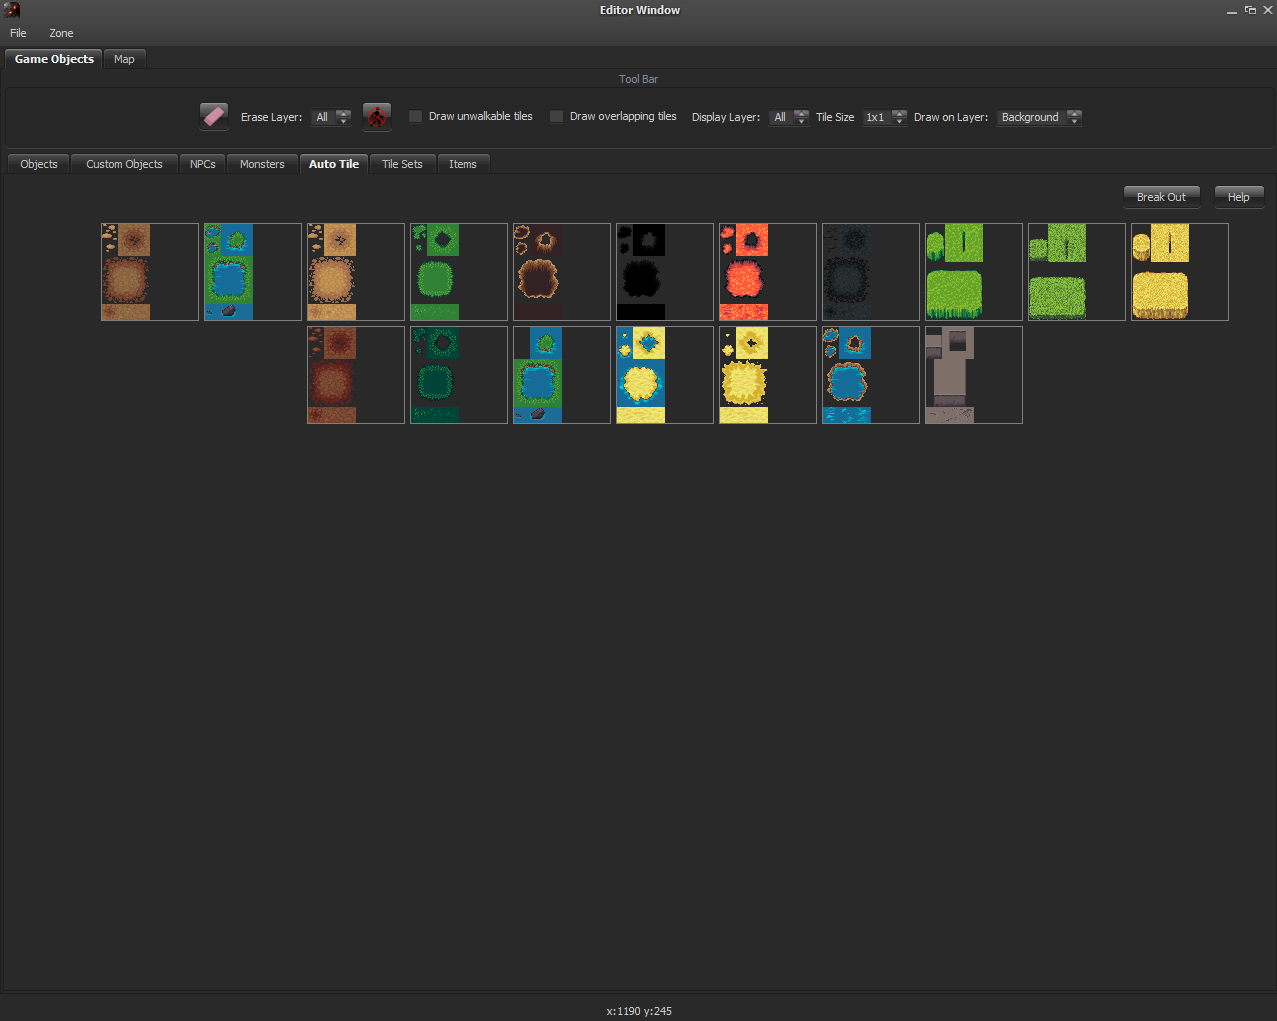 Editor Window
File Zone
Game Objects Map
Tool Bar
Erase Layer: All Draw unwalkable tiles Draw overlapping tiles Display Layer: All Tile Size 1x1 Draw on Layer: Background
Objects Custom Objects NPCs Monsters Auto Tile Tile Sets Items
Break Out Help
x:1190 y:245